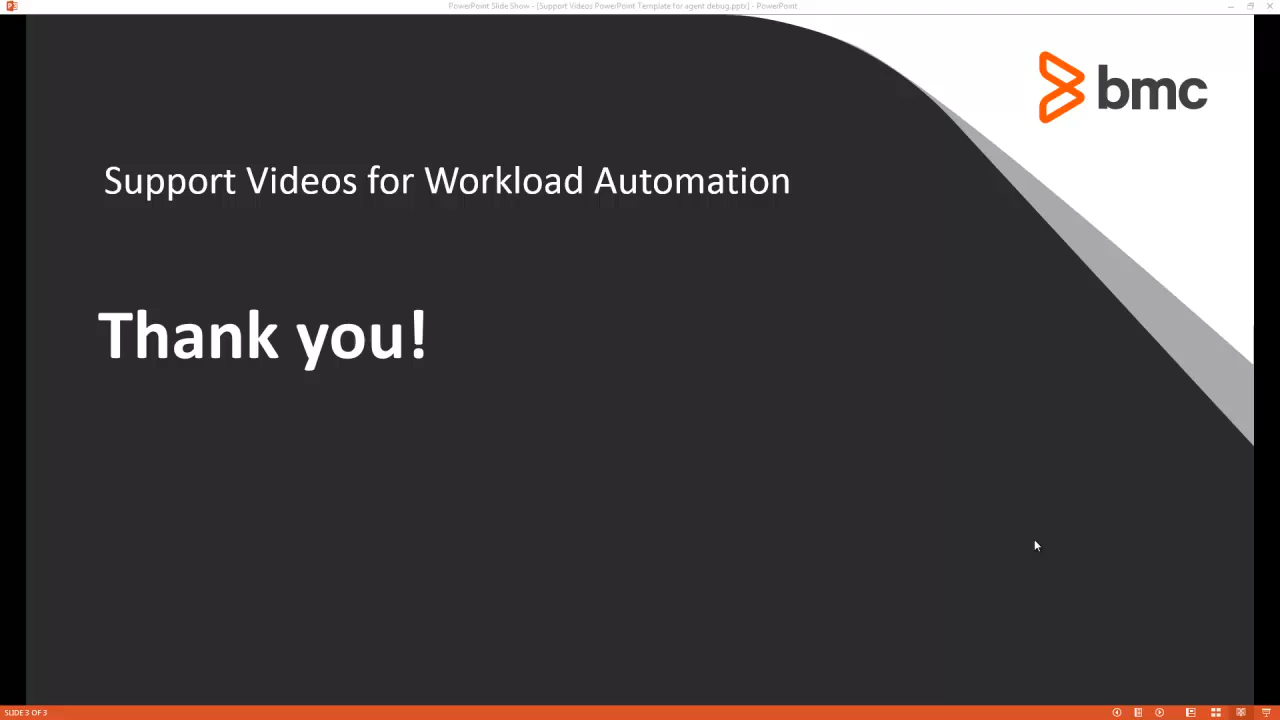 PowerPoint Slide Show - [Support Videos PowerPoint Template for agent debug.pptx] - PowerPoint
bmc
Support Videos for Workload Automation
Thank you!
SLIDE 3 OF 3